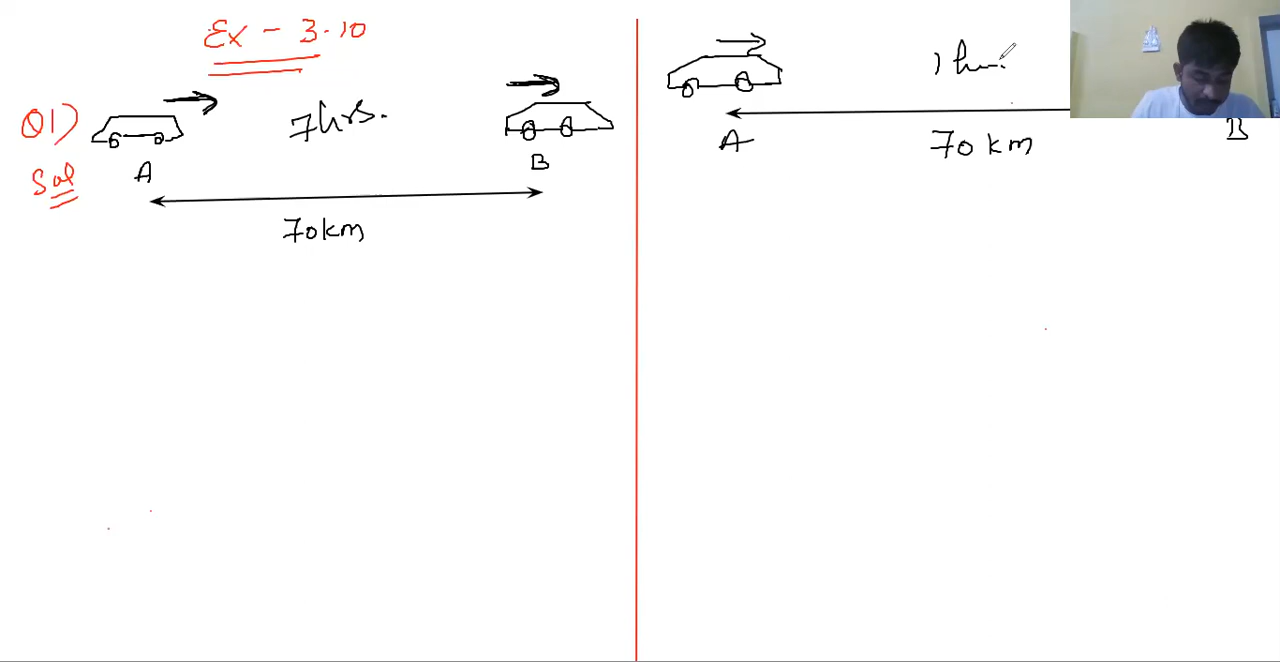 Ex - 3.10
Q1)
7hrs.
Sol
A
B
70km
1 hr.
A
B
70 km